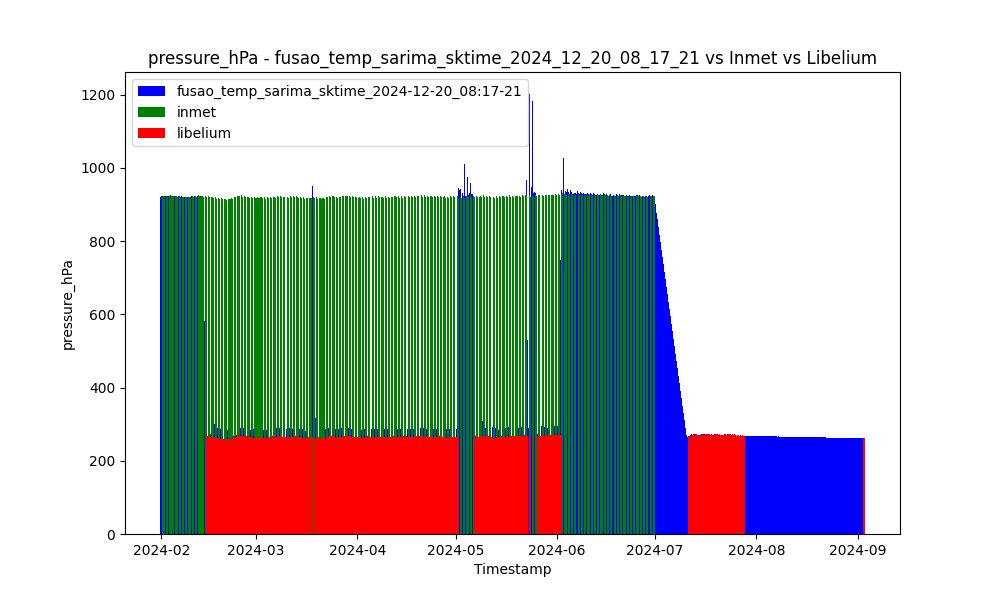 pressure_hPa - fusao_temp_sarima_sktime_2024_12_20_08_17_21 vs Inmet vs Libelium
fusao_temp_sarima_sktime_2024-12-20_08:17-21
inmet
libelium
1200
1000
800
600
400
200
0
pressure_hPa
2024-02 2024-03 2024-04 2024-05 2024-06 2024-07 2024-08 2024-09
Timestamp